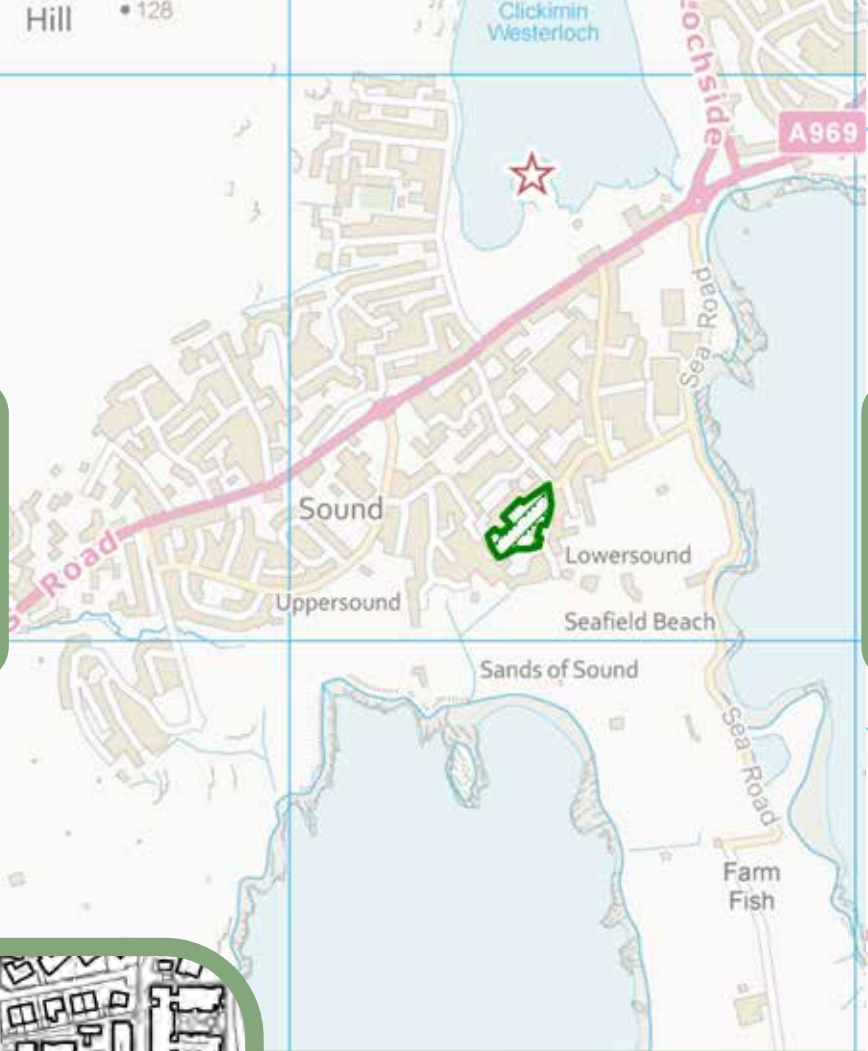 Hill
128
Clickimin
Westerloch
ochside
A969
Sea Road
Sound
Lowersound
Road
Uppersound
Seafield Beach
Sands of Sound
Sea Road
Farm
Fish